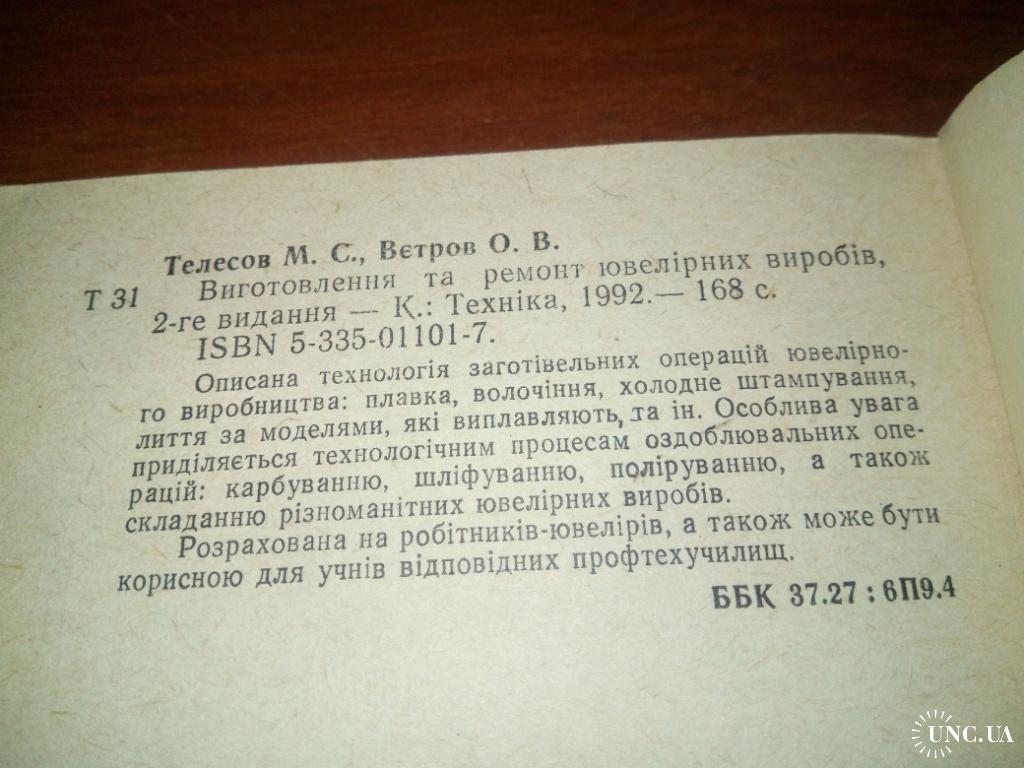 Телесов М. С., Вєтров О. В.
Т 31 Виготовлення та ремонт ювелірних виробів,
2-ге видання — К.: Техніка, 1992.— 168 с.
ISBN 5-335-01101-7.
Описана технологія заготівельних операцій ювелірно-
го виробництва: плавка, волочіння, холодне штампування,
лиття за моделями, які виплавляють, та ін. Особлива увага
приділяється технологічним процесам оздоблювальних опе-
рацій: карбуванню, шліфуванню, поліруванню, а також
складанню різноманітних ювелірних виробів.
Розрахована на робітників-ювелірів, а також може бути
корисною для учнів відповідних профтехучилищ.
ББК 37.27 : 6П9.4
UNC.UA